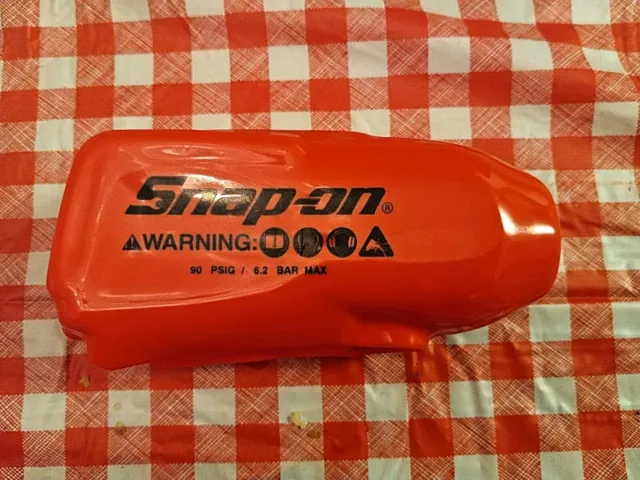 Snap-on®
WARNING:
90 PSIG / 6.2 BAR MAX